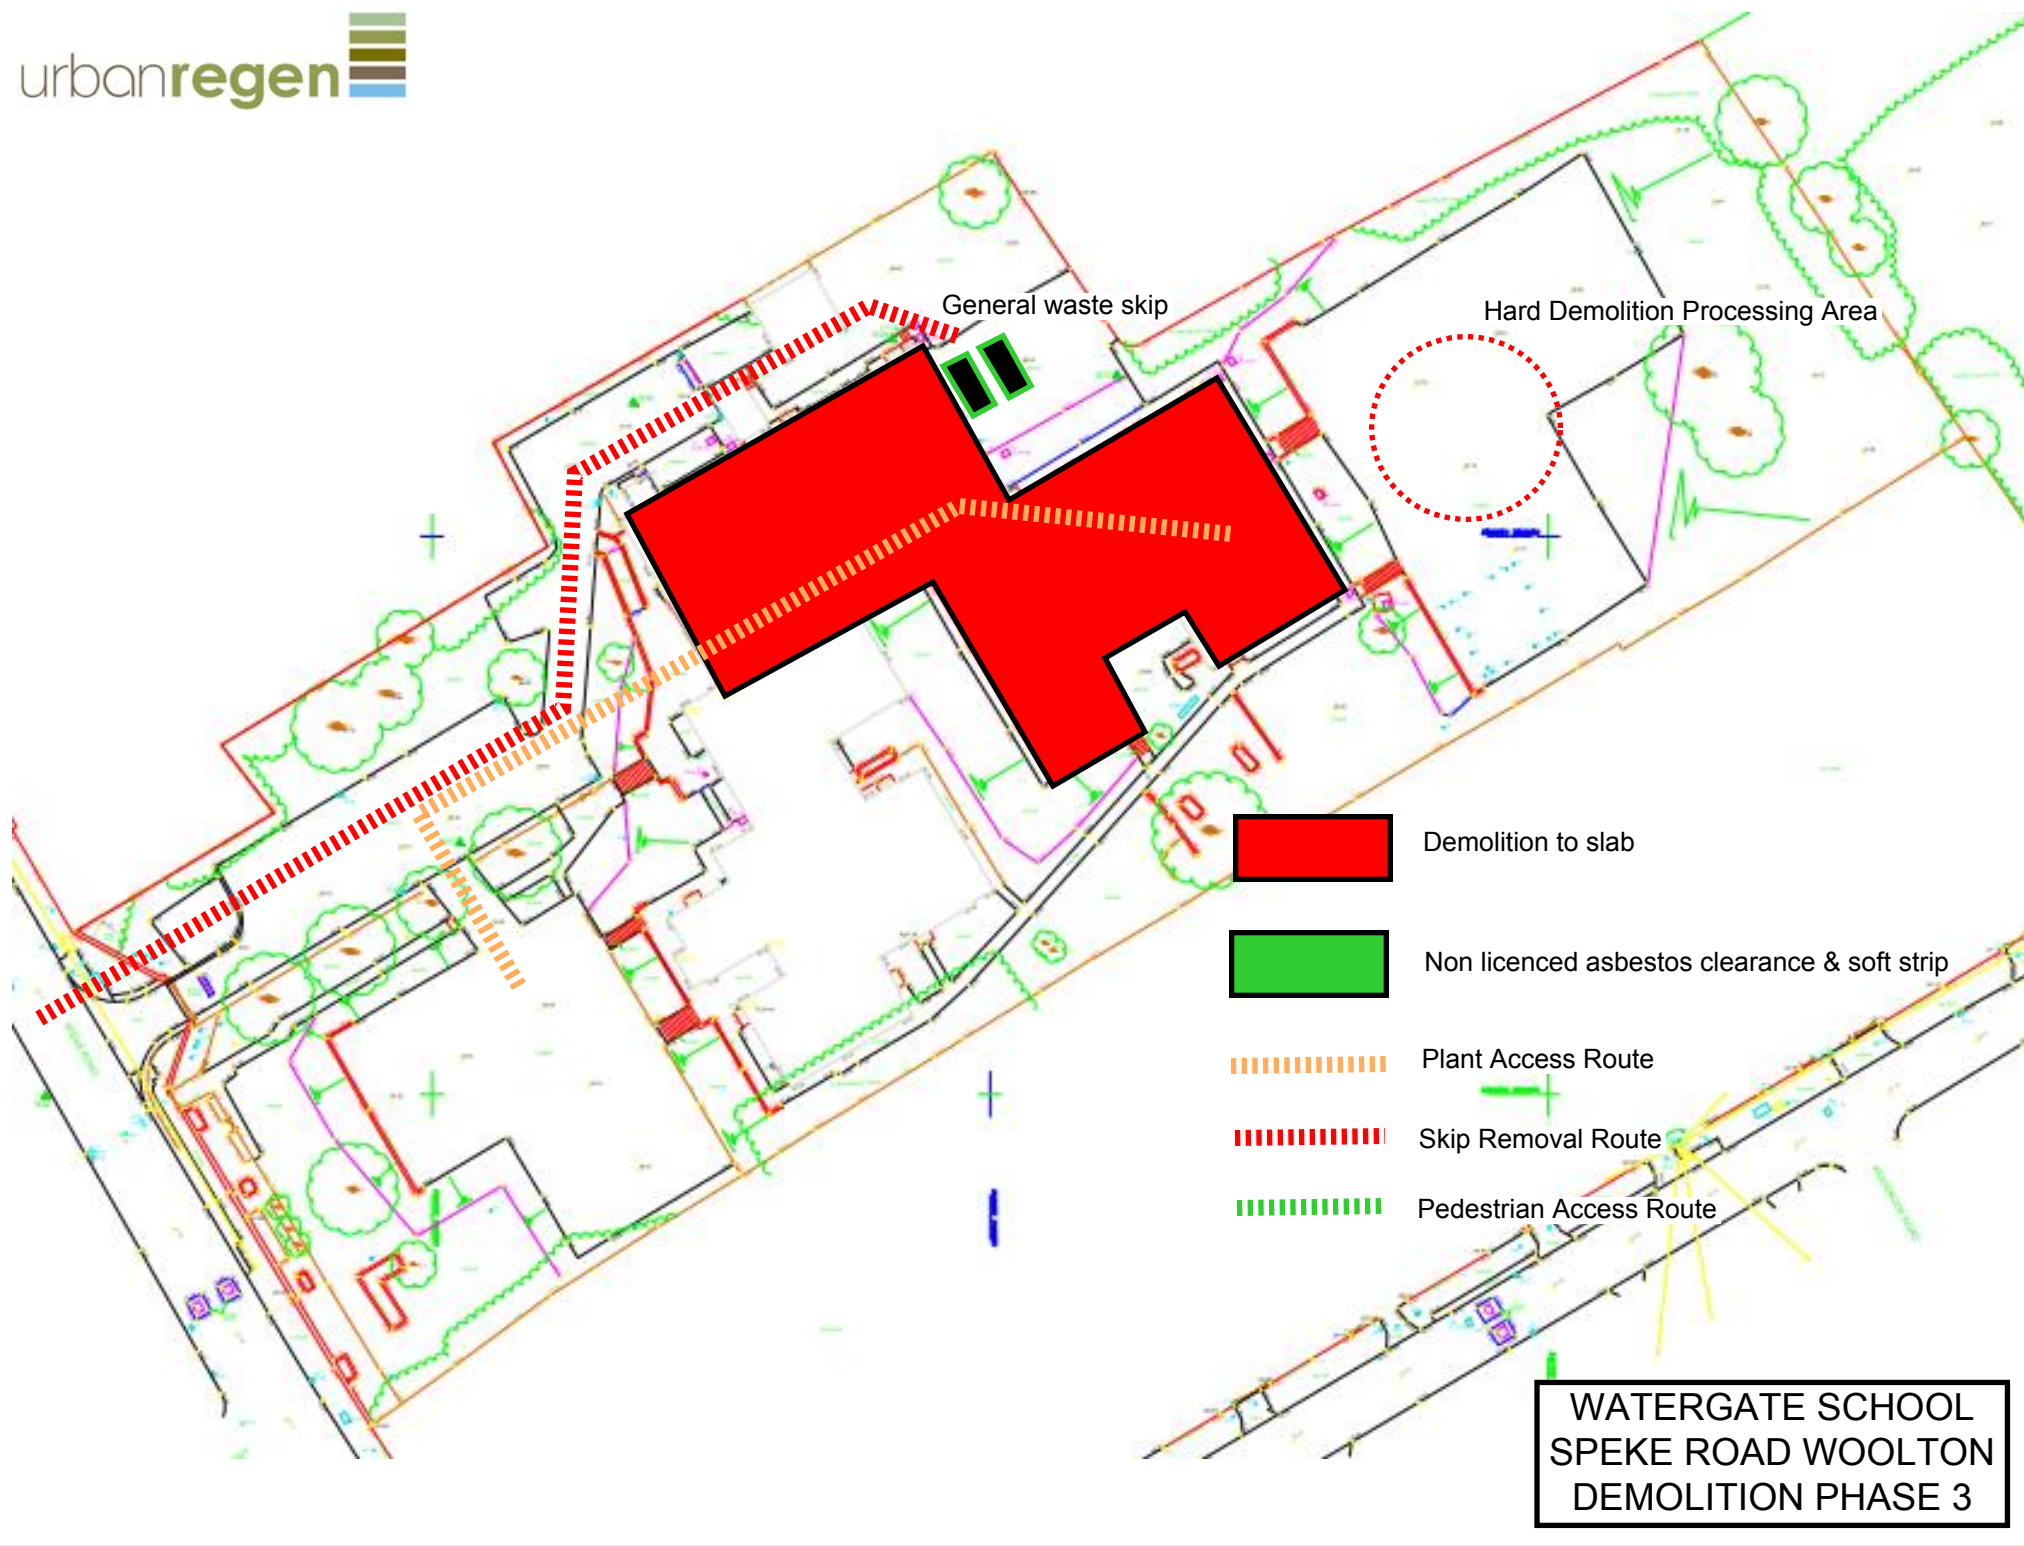 urbanregen
General waste skip
Hard Demolition Processing Area
Demolition to slab
Non licenced asbestos clearance & soft strip
Plant Access Route
Skip Removal Route
Pedestrian Access Route
WATERGATE SCHOOL
SPEKE ROAD WOOLTON
DEMOLITION PHASE 3